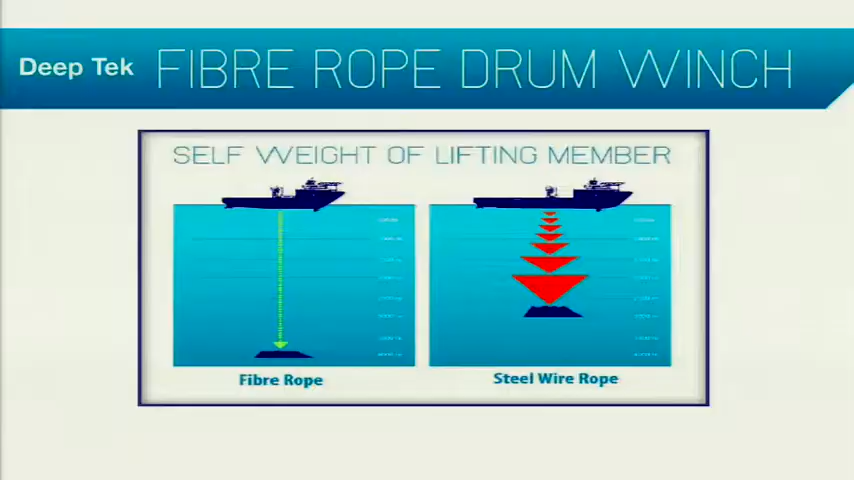 Deep Tek FIBRE ROPE DRUM WINCH
SELF WEIGHT OF LIFTING MEMBER
Fibre Rope
Steel Wire Rope